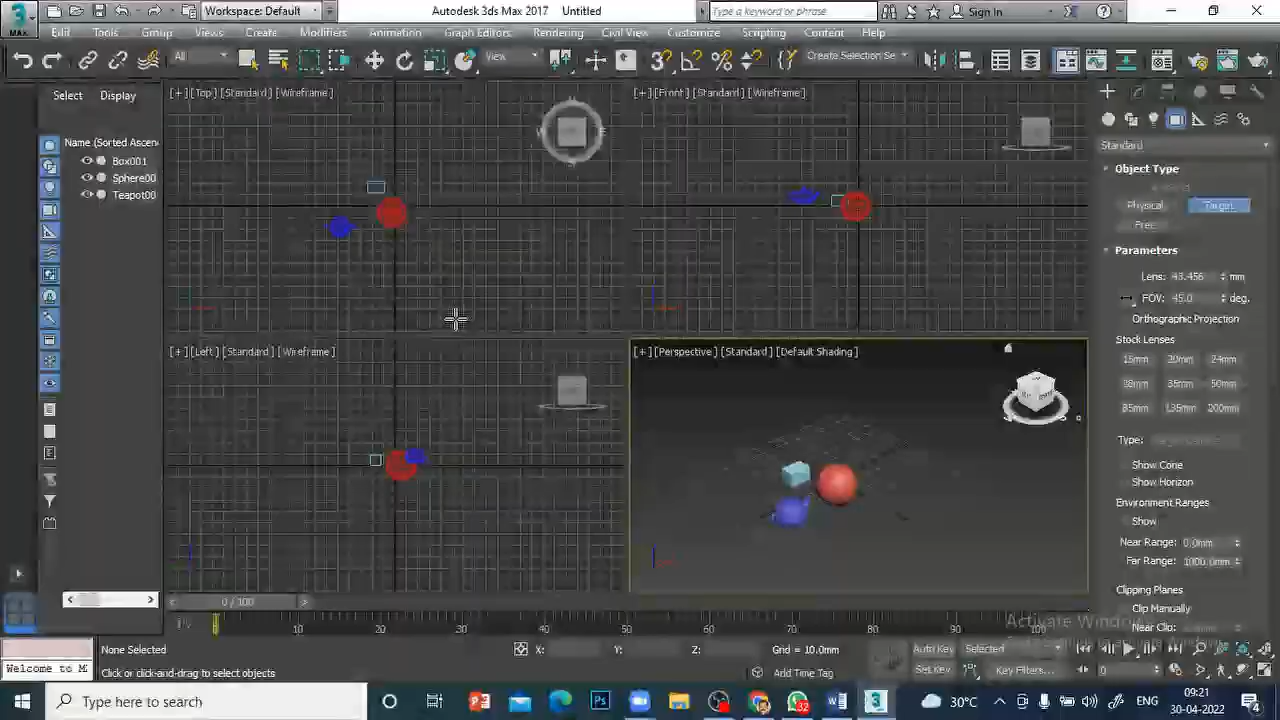 Workspace: Default
Autodesk 3ds Max 2017 Untitled
Type a keyword or phrase
Sign In
MAX
Edit Tools Group Views Create Modifiers Animation Graph Editors Rendering Civil View Customize Scripting Content Help
All
View
Create Selection Se
Select Display
Name (Sorted Ascen
Box001
Sphere00
Teapot00
[+] [Top] [Standard] [Wireframe]
[+] [Front] [Standard] [Wireframe]
[+] [Left] [Standard] [Wireframe]
[+] [Perspective] [Standard] [Default Shading]
Standard
Object Type
Physical Target
Free
Parameters
Lens: 43.456 mm
FOV: 45.0 deg.
Orthographic Projection
Stock Lenses
15mm 20mm 24mm
35mm 50mm
85mm 135mm 200mm
Type:
Show Cone
Show Horizon
Environment Ranges
Show
Near Range: 0.0mm
Far Range: 1000.0mm
Clipping Planes
Clip Manually
Near Clip:
Activate Windo
0 / 100
10 20 30 40 50 60 70 80 90 100
None Selected
X: Y: Z: Grid = 10.0mm
Auto Key Selected
Welcome to M
Click or click-and-drag to select objects
Add Time Tag
Set Key Key Filters...
0
Type here to search
32
30°C
ENG
09:21
30-04-2022
4